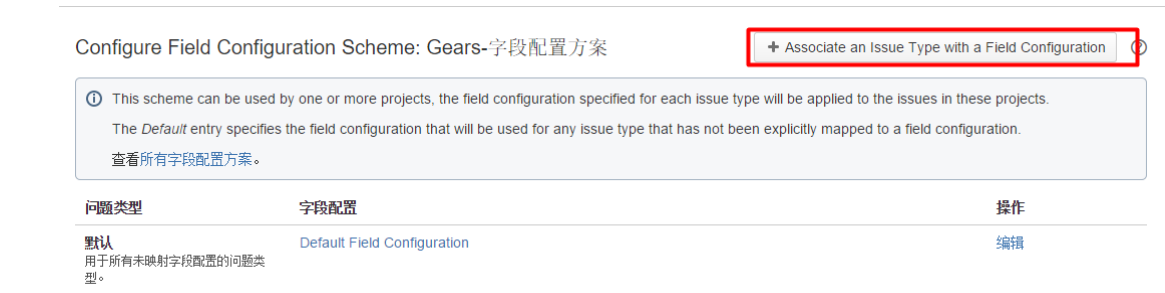 Configure Field Configuration Scheme: Gears-字段配置方案
+ Associate an Issue Type with a Field Configuration
This scheme can be used by one or more projects, the field configuration specified for each issue type will be applied to the issues in these projects.
The Default entry specifies the field configuration that will be used for any issue type that has not been explicitly mapped to a field configuration.
查看所有字段配置方案。
问题类型 字段配置 操作
默认 Default Field Configuration 编辑
用于所有未映射字段配置的问题类
型。